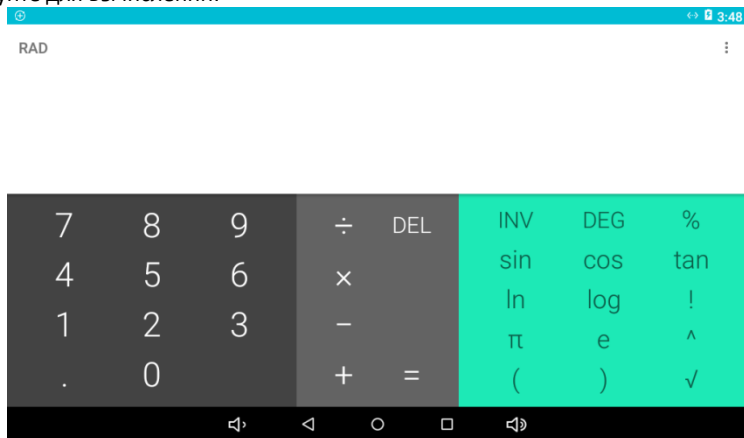 3:48
RAD
7 8 9 ÷ DEL INV DEG %
4 5 6 × sin cos tan
1 2 3 − ln log !
. 0 + = π e ^
( ) √